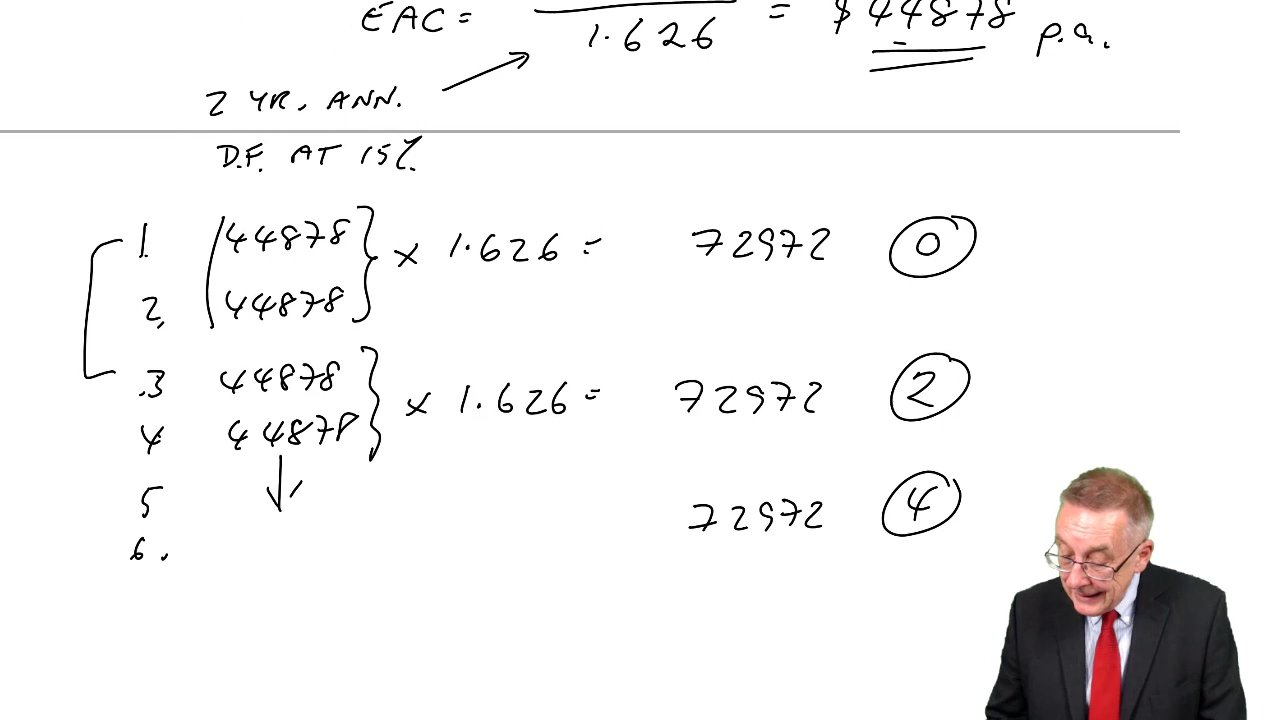 EAC = ――― = $44878 p.a.
1.626
2 YR. ANN.
D.F. AT 15%
1. 44878 } × 1.626 = 72972 (0)
2. 44878
3 44878 } × 1.626 = 72972 (2)
4 44878
5 72972 (4)
6.